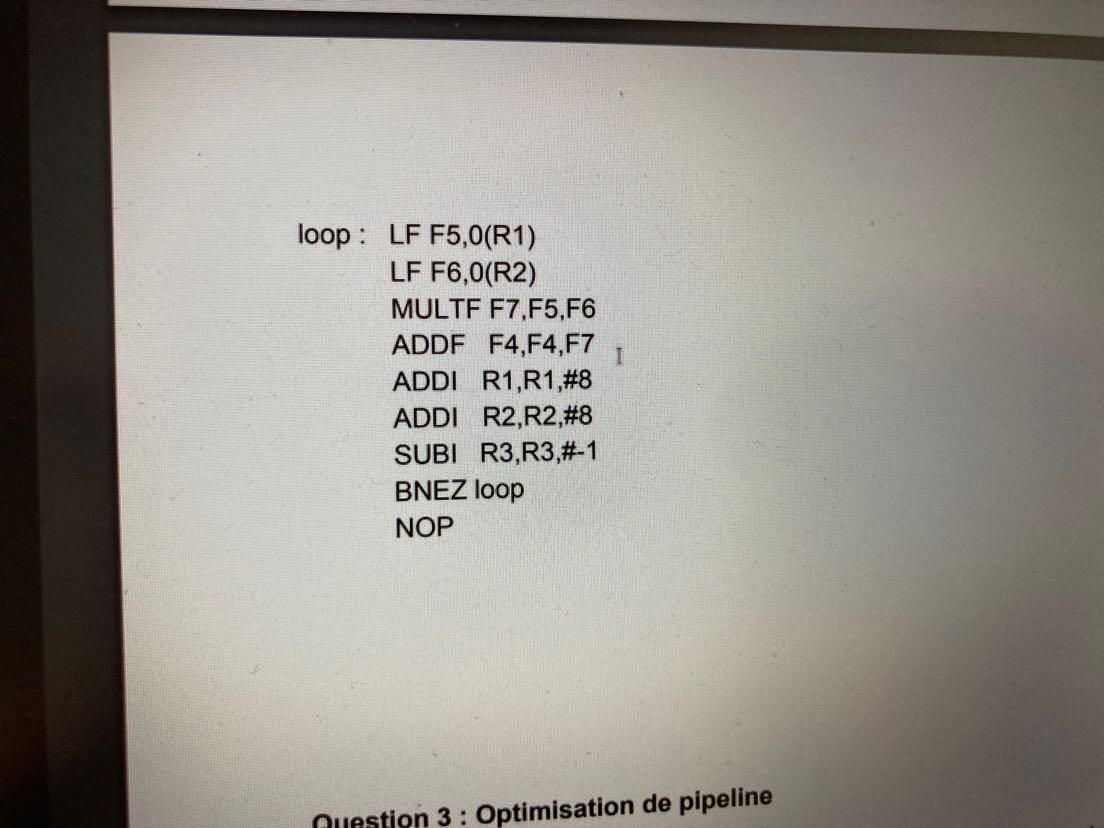 loop : LF F5,0(R1)
LF F6,0(R2)
MULTF F7,F5,F6
ADDF F4,F4,F7
ADDI R1,R1,#8
ADDI R2,R2,#8
SUBI R3,R3,#-1
BNEZ loop
NOP
Question 3 : Optimisation de pipeline